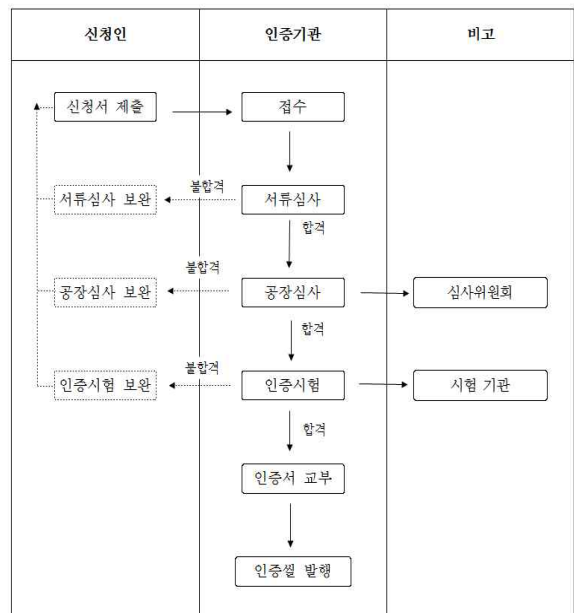 신청인
인증기관
비고
신청서 제출
접수
서류심사 보완
불합격
서류심사
합격
공장심사 보완
불합격
공장심사
심사위원회
합격
인증시험 보완
불합격
인증시험
시험 기관
합격
인증서 교부
인증씰 발행